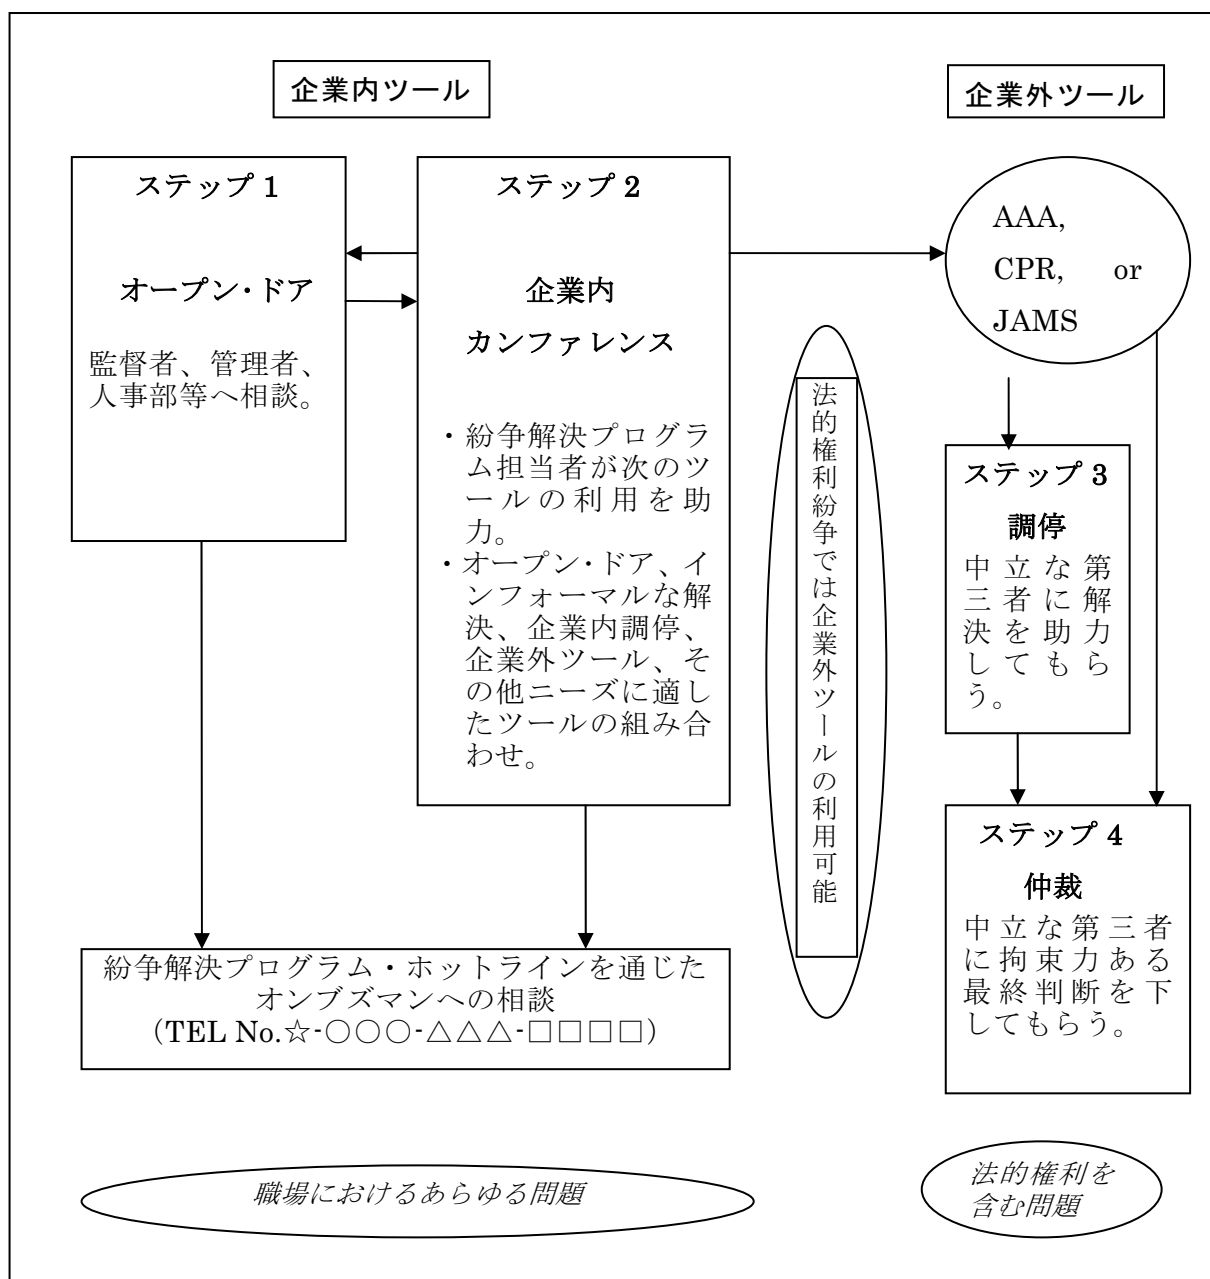 企業内ツール
企業外ツール
ステップ 1
オープン・ドア
監督者、管理者、
人事部等へ相談。
ステップ 2
企業内
カンファレンス
・紛争解決プログラ
ム担当者が次のツ
ールの利用を助
力。
・オープン・ドア、イ
ンフォーマルな解
決、企業内調停、
企業外ツール、そ
の他ニーズに適し
たツールの組み合
わせ。
法的権利紛争では企業外ツールの利用可能
AAA,
CPR, or
JAMS
ステップ 3
調停
中立な第
三者に解
決を助力
してもら
う。
ステップ 4
仲裁
中立な第三者
に拘束力ある
最終判断を下
してもらう。
紛争解決プログラム・ホットラインを通じた
オンブズマンへの相談
（TEL No.☆-○○○-△△△-□□□□）
職場におけるあらゆる問題
法的権利を
含む問題